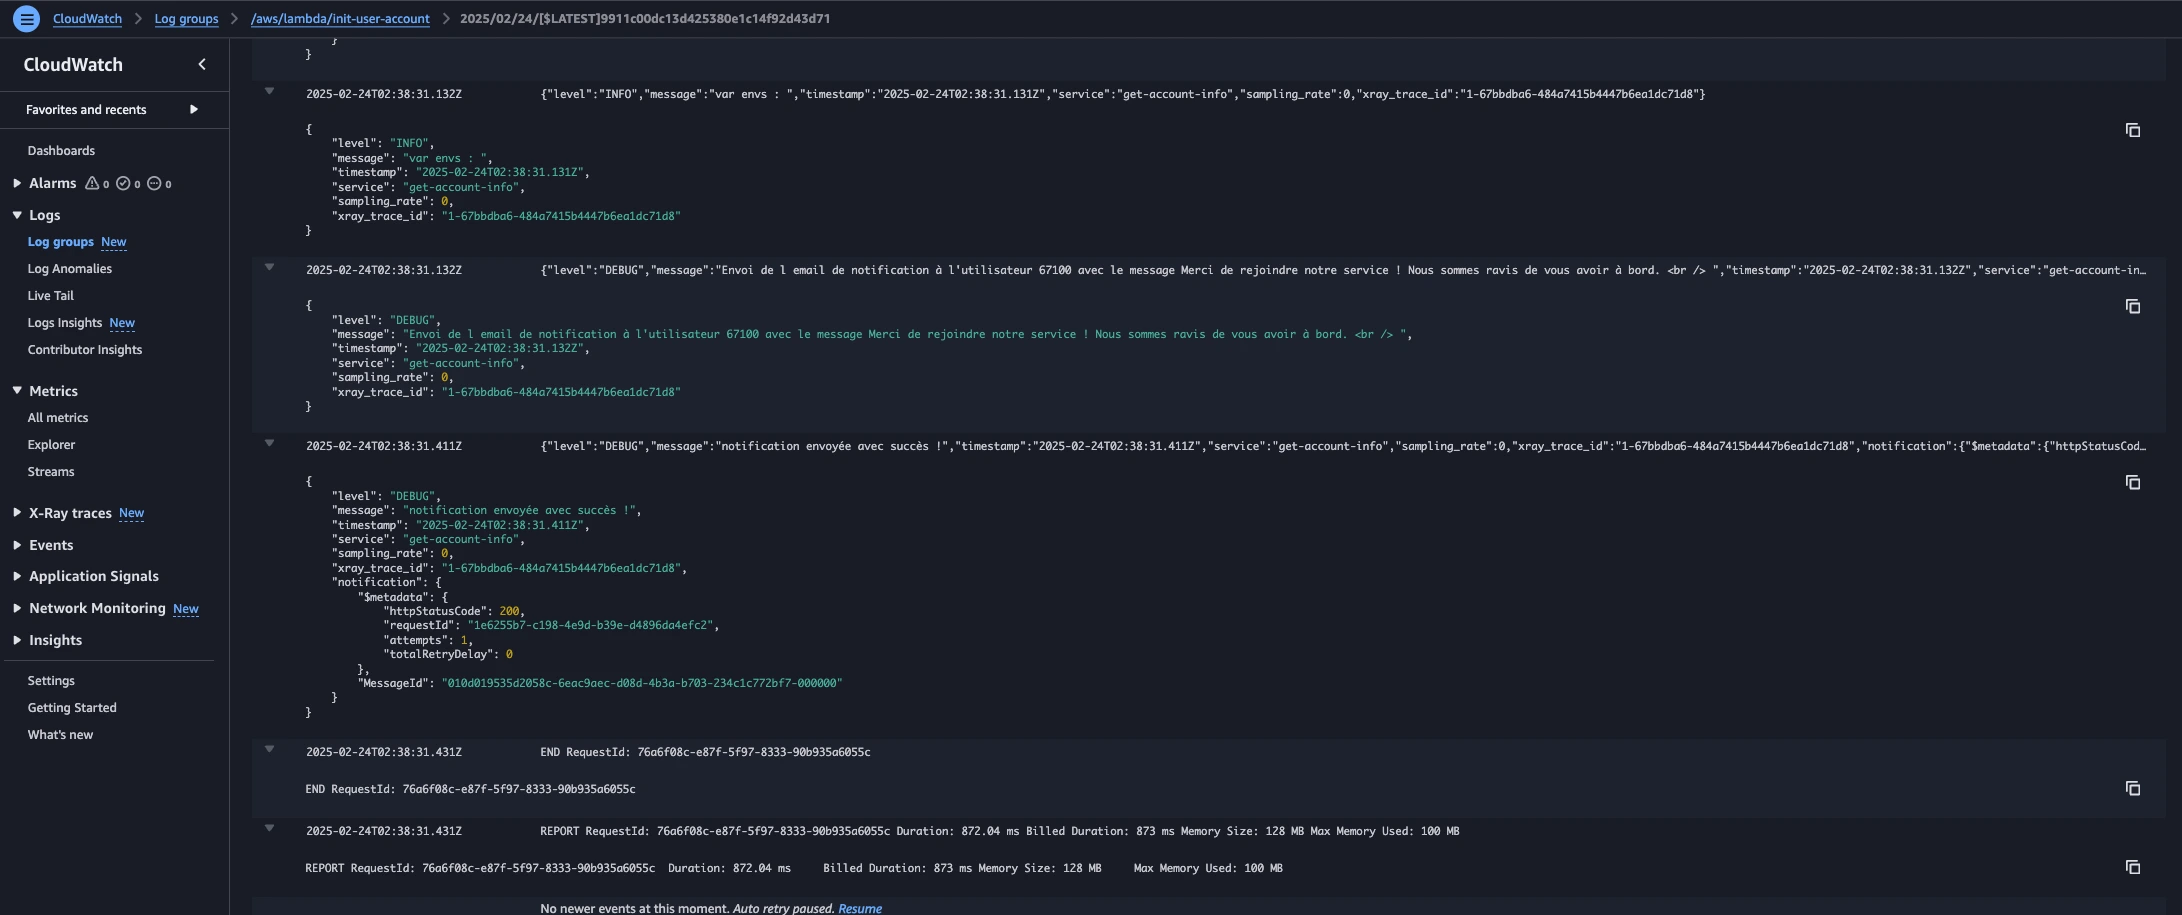 CloudWatch > Log groups > /aws/lambda/init-user-account > 2025/02/24/[$LATEST]9911c00dc13d425380e1c14f92d43d71
CloudWatch
Favorites and recents
Dashboards
Alarms 0 0 0
Logs
Log groups New
Log Anomalies
Live Tail
Logs Insights New
Contributor Insights
Metrics
All metrics
Explorer
Streams
X-Ray traces New
Events
Application Signals
Network Monitoring New
Insights
Settings
Getting Started
What's new
}
}
2025-02-24T02:38:31.132Z {"level":"INFO","message":"var envs : ","timestamp":"2025-02-24T02:38:31.131Z","service":"get-account-info","sampling_rate":0,"xray_trace_id":"1-67bbdba6-484a7415b4447b6ea1dc71d8"}
{
"level": "INFO",
"message": "var envs : ",
"timestamp": "2025-02-24T02:38:31.131Z",
"service": "get-account-info",
"sampling_rate": 0,
"xray_trace_id": "1-67bbdba6-484a7415b4447b6ea1dc71d8"
}
2025-02-24T02:38:31.132Z {"level":"DEBUG","message":"Envoi de l email de notification à l'utilisateur 67100 avec le message Merci de rejoindre notre service ! Nous sommes ravis de vous avoir à bord. <br /> ","timestamp":"2025-02-24T02:38:31.132Z","service":"get-account-in…
{
"level": "DEBUG",
"message": "Envoi de l email de notification à l'utilisateur 67100 avec le message Merci de rejoindre notre service ! Nous sommes ravis de vous avoir à bord. <br /> ",
"timestamp": "2025-02-24T02:38:31.132Z",
"service": "get-account-info",
"sampling_rate": 0,
"xray_trace_id": "1-67bbdba6-484a7415b4447b6ea1dc71d8"
}
2025-02-24T02:38:31.411Z {"level":"DEBUG","message":"notification envoyée avec succès !","timestamp":"2025-02-24T02:38:31.411Z","service":"get-account-info","sampling_rate":0,"xray_trace_id":"1-67bbdba6-484a7415b4447b6ea1dc71d8","notification":{"$metadata":{"httpStatusCod…
{
"level": "DEBUG",
"message": "notification envoyée avec succès !",
"timestamp": "2025-02-24T02:38:31.411Z",
"service": "get-account-info",
"sampling_rate": 0,
"xray_trace_id": "1-67bbdba6-484a7415b4447b6ea1dc71d8",
"notification": {
"$metadata": {
"httpStatusCode": 200,
"requestId": "1e6255b7-c198-4e9d-b39e-d4896da4efc2",
"attempts": 1,
"totalRetryDelay": 0
},
"MessageId": "010d019535d2058c-6eac9aec-d08d-4b3a-b703-234c1c772bf7-000000"
}
}
2025-02-24T02:38:31.431Z END RequestId: 76a6f08c-e87f-5f97-8333-90b935a6055c
END RequestId: 76a6f08c-e87f-5f97-8333-90b935a6055c
2025-02-24T02:38:31.431Z REPORT RequestId: 76a6f08c-e87f-5f97-8333-90b935a6055c Duration: 872.04 ms Billed Duration: 873 ms Memory Size: 128 MB Max Memory Used: 100 MB
REPORT RequestId: 76a6f08c-e87f-5f97-8333-90b935a6055c Duration: 872.04 ms Billed Duration: 873 ms Memory Size: 128 MB Max Memory Used: 100 MB
No newer events at this moment. Auto retry paused. Resume